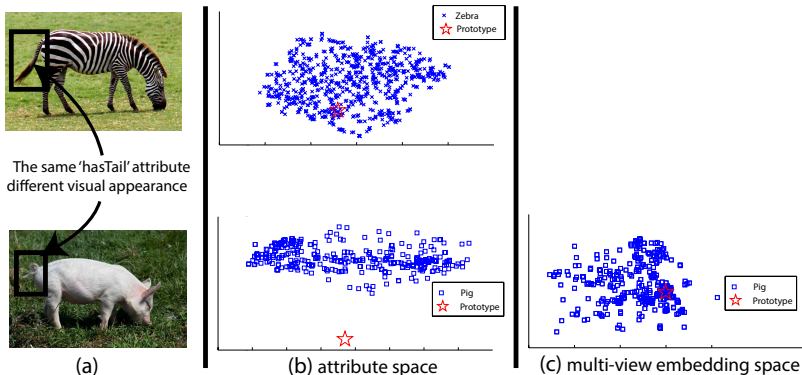 Zebra
Prototype
The same 'hasTail' attribute
different visual appearance
Pig
Prototype
Pig
Prototype
(a)
(b) attribute space
(c) multi-view embedding space